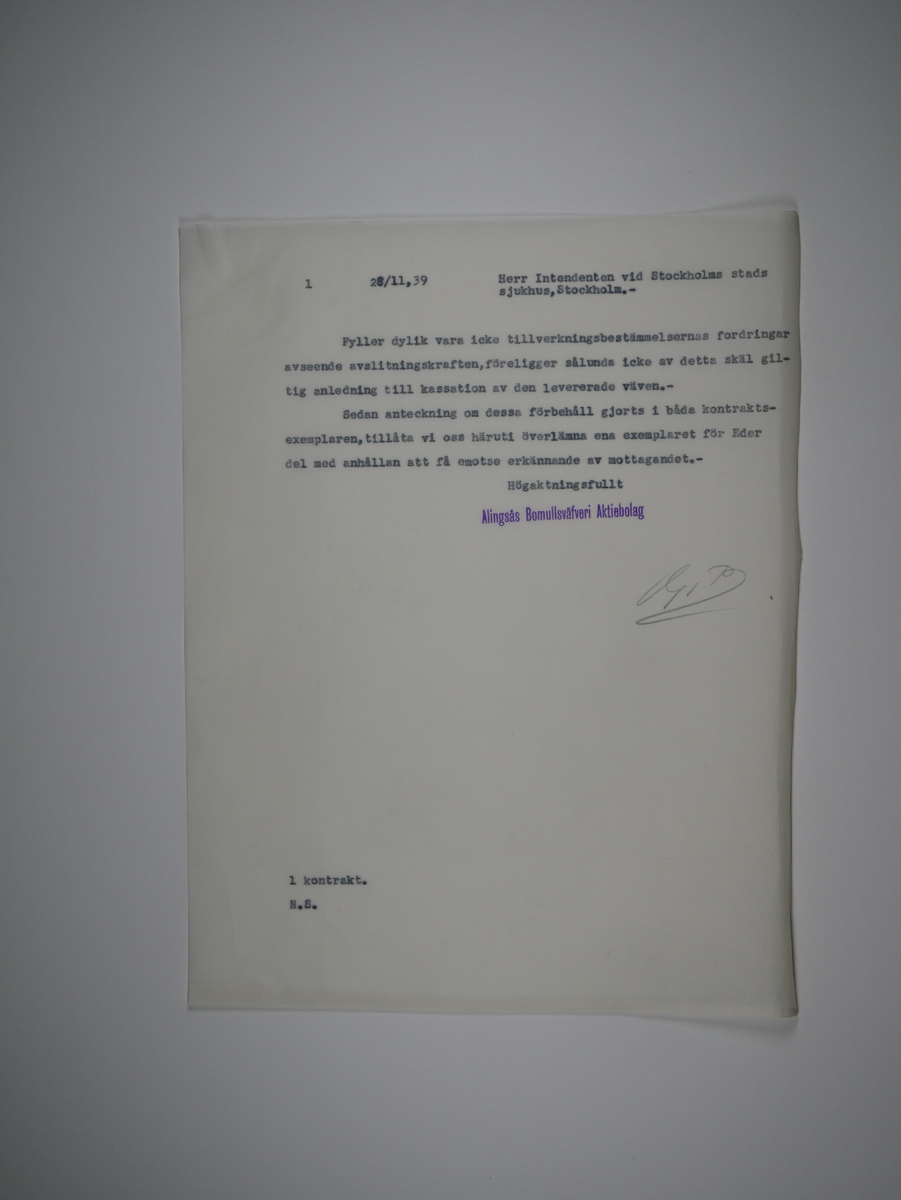 1 28/11,39 Herr Intendenten vid Stockholms stads
sjukhus,Stockholm.-
Fyller dylik vara icke tillverkningsbestämmelsernas fordringar
avseende avslitningskraften,föreligger sålunda icke av detta skäl gil-
tig anledning till kassation av den levererade väven.-
Sedan anteckning om dessa förbehåll gjorts i båda kontrakts-
exemplaren,tillåta vi oss häruti överlämna ena exemplaret för Eder
del med anhållan att få emotse erkännande av mottagandet.-
Högaktningsfullt
Alingsås Bomullsväfveri Aktiebolag
1 kontrakt.
N.S.